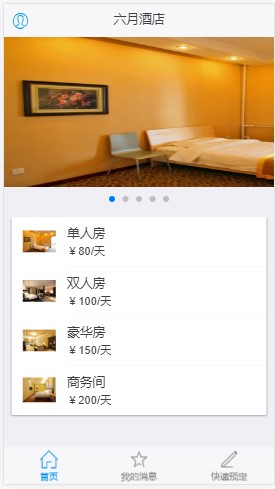 六月酒店
单人房
￥80/天
双人房
￥100/天
豪华房
￥150/天
商务间
￥200/天
首页
我的消息
快速预定